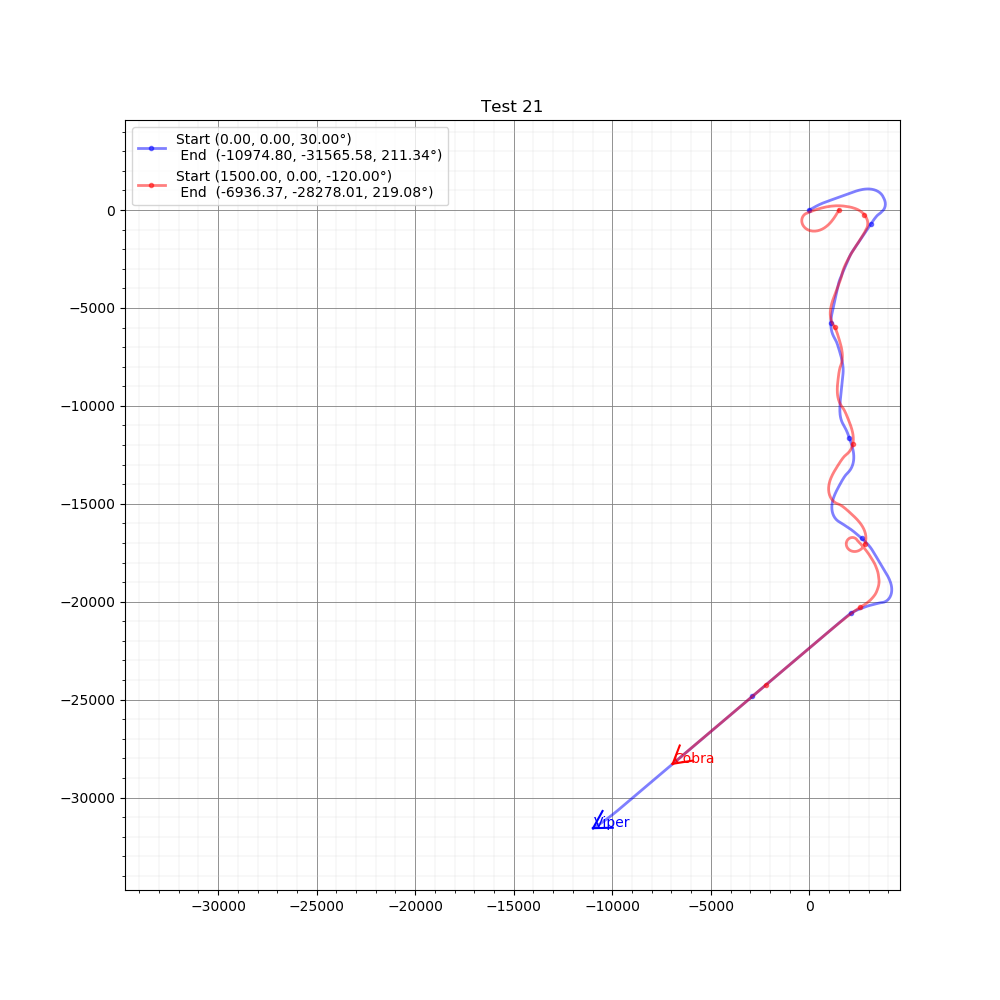 Test 21
Start (0.00, 0.00, 30.00°)
End (-10974.80, -31565.58, 211.34°)
Start (1500.00, 0.00, -120.00°)
End (-6936.37, -28278.01, 219.08°)
0
−5000
−10000
−15000
−20000
−25000
−30000
Cobra
Viper
−30000 −25000 −20000 −15000 −10000 −5000 0